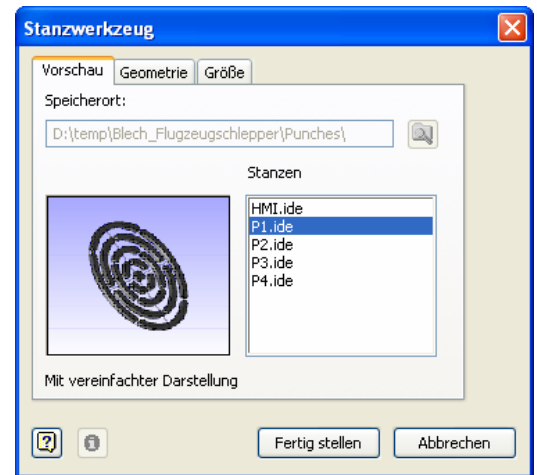 Stanzwerkzeug
Vorschau Geometrie Größe
Speicherort:
D:\temp\Blech_Flugzeugschlepper\Punches\
Stanzen
HMI.ide
P1.ide
P2.ide
P3.ide
P4.ide
Mit vereinfachter Darstellung
Fertig stellen Abbrechen